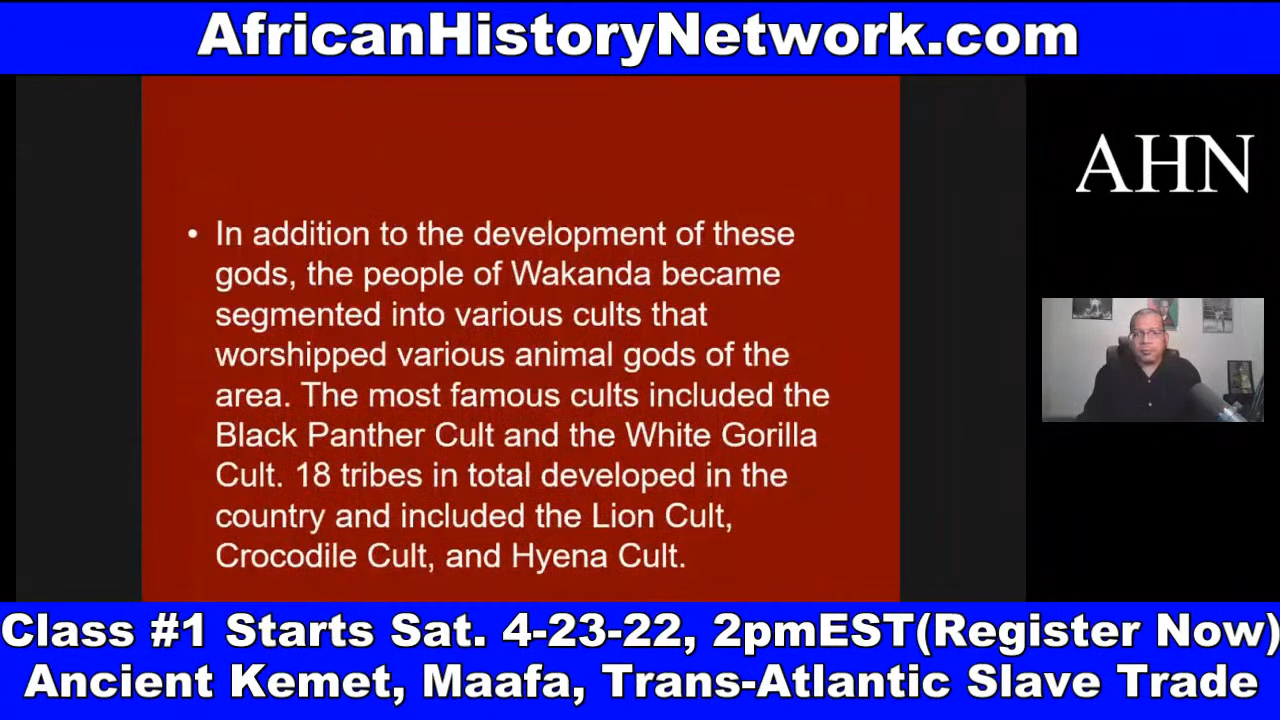 AfricanHistoryNetwork.com
AHN
• In addition to the development of these
gods, the people of Wakanda became
segmented into various cults that
worshipped various animal gods of the
area. The most famous cults included the
Black Panther Cult and the White Gorilla
Cult. 18 tribes in total developed in the
country and included the Lion Cult,
Crocodile Cult, and Hyena Cult.
Class #1 Starts Sat. 4-23-22, 2pmEST(Register Now)
Ancient Kemet, Maafa, Trans-Atlantic Slave Trade